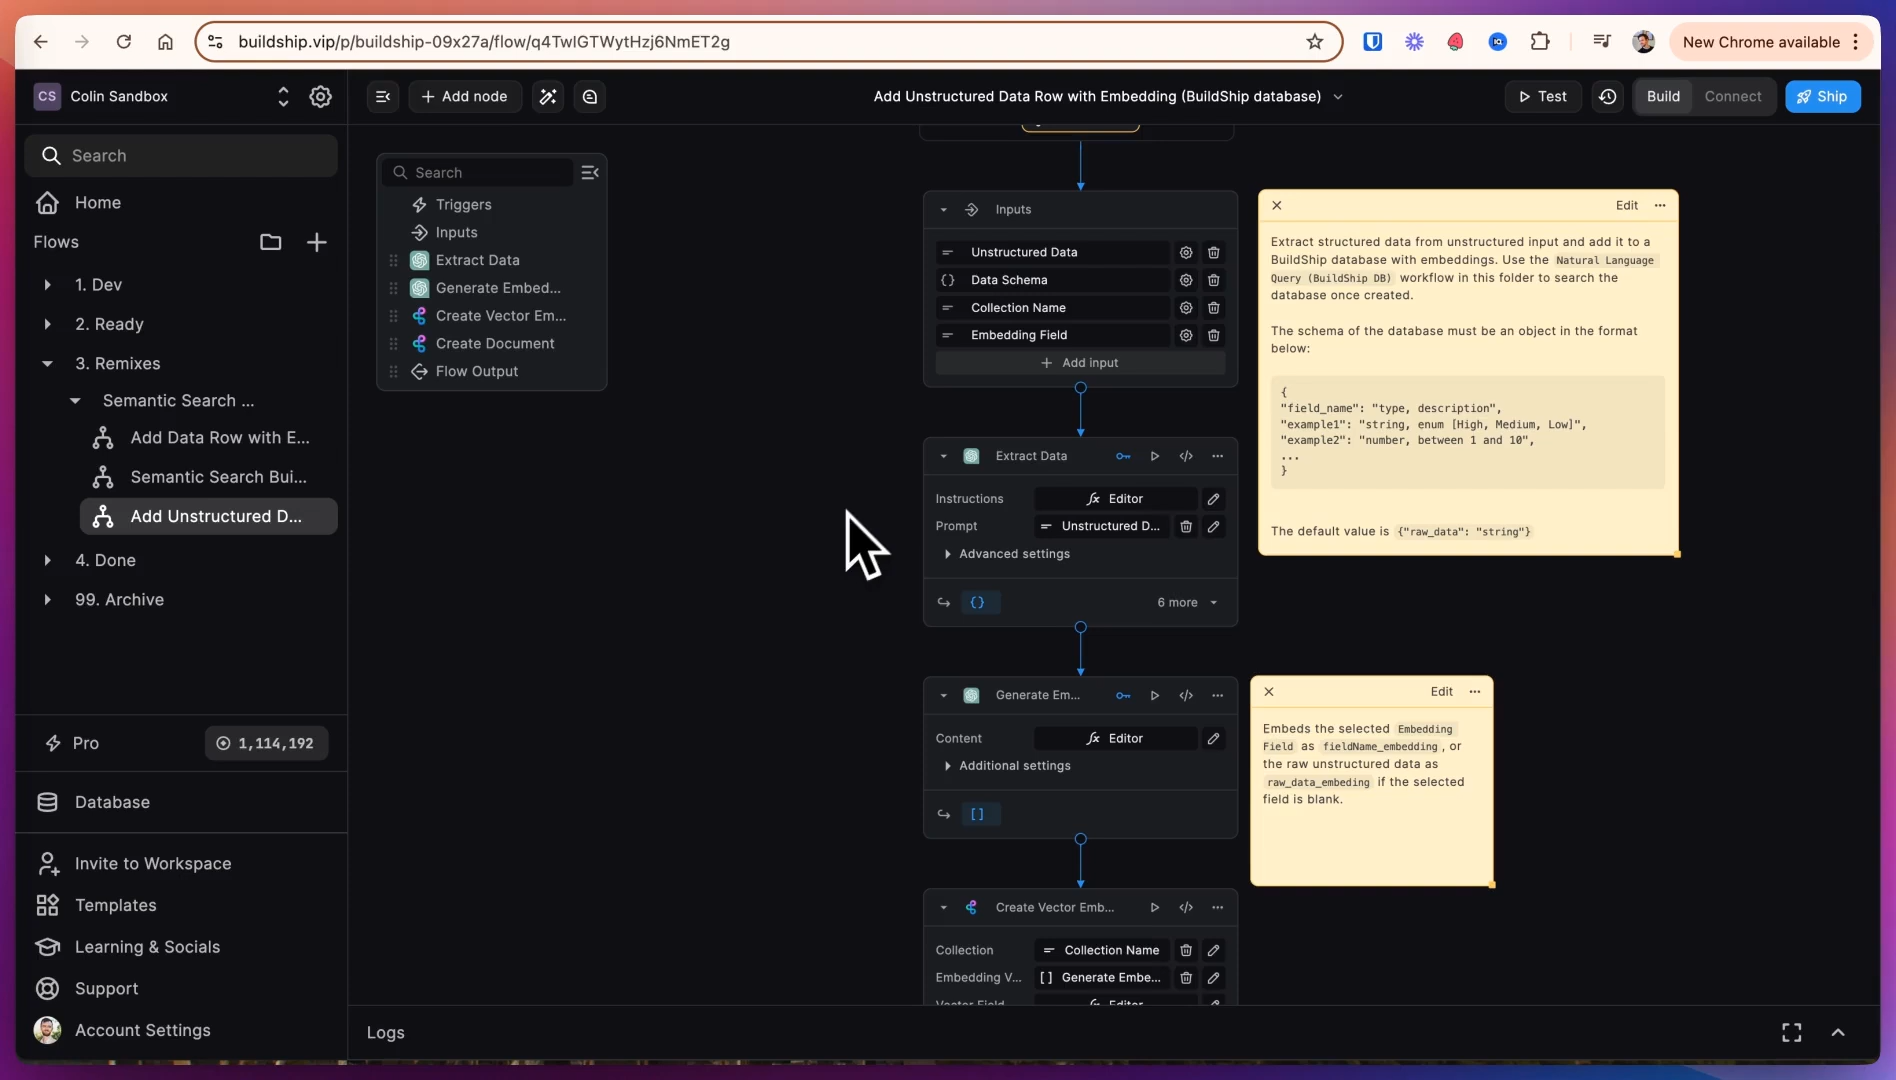 buildship.vip/p/buildship-09x27a/flow/q4TwlGTWytHzj6NmET2g
New Chrome available
CS Colin Sandbox
+ Add node
Add Unstructured Data Row with Embedding (BuildShip database)
Test
Build
Connect
Ship
Search
Home
Flows
1. Dev
2. Ready
3. Remixes
Semantic Search ...
Add Data Row with E...
Semantic Search Bui...
Add Unstructured D...
4. Done
99. Archive
Pro
1,114,192
Database
Invite to Workspace
Templates
Learning & Socials
Support
Account Settings
Search
Triggers
Inputs
Extract Data
Generate Embed...
Create Vector Em...
Create Document
Flow Output
Inputs
Unstructured Data
{} Data Schema
Collection Name
Embedding Field
+ Add input
Extract Data
Instructions fx Editor
Prompt Unstructured D...
Advanced settings
{} 6 more
Generate Em...
Content fx Editor
Additional settings
[]
Create Vector Emb...
Collection Collection Name
Embedding V... [] Generate Embe...
Vector Field fx Editor
Edit
Extract structured data from unstructured input and add it to a
BuildShip database with embeddings. Use the Natural Language
Query (BuildShip DB) workflow in this folder to search the
database once created.
The schema of the database must be an object in the format
below:
{
"field_name": "type, description",
"example1": "string, enum [High, Medium, Low]",
"example2": "number, between 1 and 10",
...
}
The default value is {"raw_data": "string"}
Edit
Embeds the selected Embedding
Field as fieldName_embedding , or
the raw unstructured data as
raw_data_embeding if the selected
field is blank.
Logs